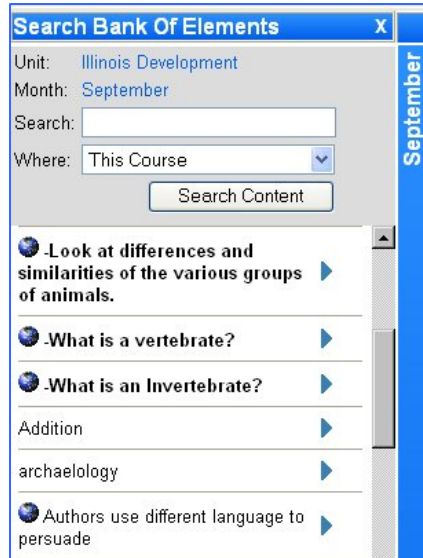 Search Bank Of Elements X
Unit: Illinois Development
Month: September
Search:
Where: This Course
Search Content
-Look at differences and
similarities of the various groups
of animals.
-What is a vertebrate?
-What is an Invertebrate?
Addition
archaelology
Authors use different language to
persuade
September